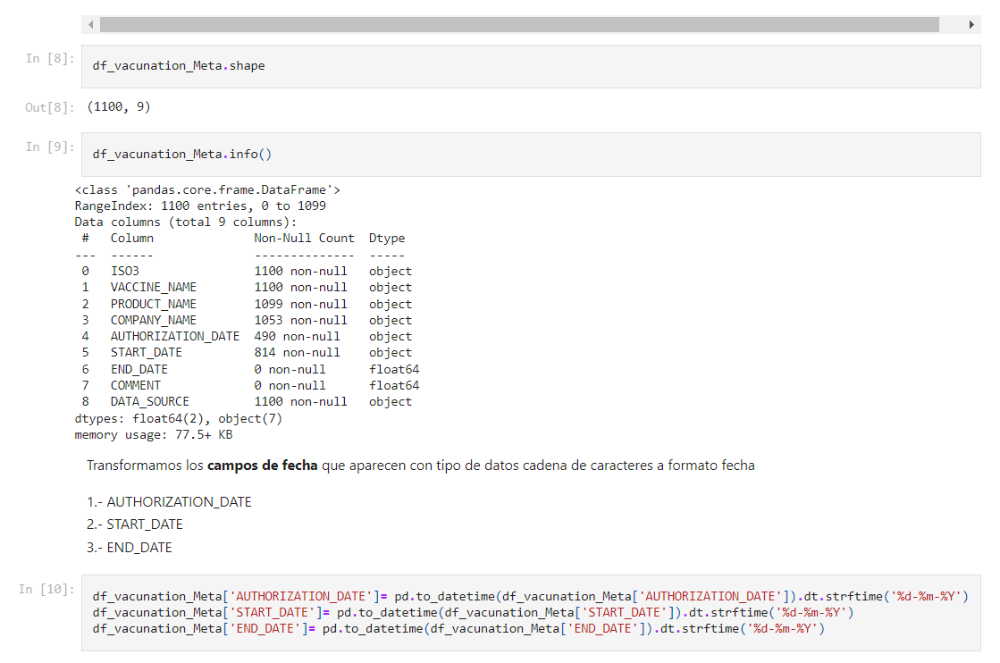 In [8]:
df_vacunation_Meta.shape
Out[8]:
(1100, 9)
In [9]:
df_vacunation_Meta.info()
<class 'pandas.core.frame.DataFrame'>
RangeIndex: 1100 entries, 0 to 1099
Data columns (total 9 columns):
 #   Column              Non-Null Count  Dtype
---  ------              --------------  -----
 0   ISO3                1100 non-null   object
 1   VACCINE_NAME        1100 non-null   object
 2   PRODUCT_NAME        1099 non-null   object
 3   COMPANY_NAME        1053 non-null   object
 4   AUTHORIZATION_DATE  490 non-null    object
 5   START_DATE          814 non-null    object
 6   END_DATE            0 non-null      float64
 7   COMMENT             0 non-null      float64
 8   DATA_SOURCE         1100 non-null   object
dtypes: float64(2), object(7)
memory usage: 77.5+ KB
Transformamos los campos de fecha que aparecen con tipo de datos cadena de caracteres a formato fecha
1.- AUTHORIZATION_DATE
2.- START_DATE
3.- END_DATE
In [10]:
df_vacunation_Meta['AUTHORIZATION_DATE']= pd.to_datetime(df_vacunation_Meta['AUTHORIZATION_DATE']).dt.strftime('%d-%m-%Y')
df_vacunation_Meta['START_DATE']= pd.to_datetime(df_vacunation_Meta['START_DATE']).dt.strftime('%d-%m-%Y')
df_vacunation_Meta['END_DATE']= pd.to_datetime(df_vacunation_Meta['END_DATE']).dt.strftime('%d-%m-%Y')